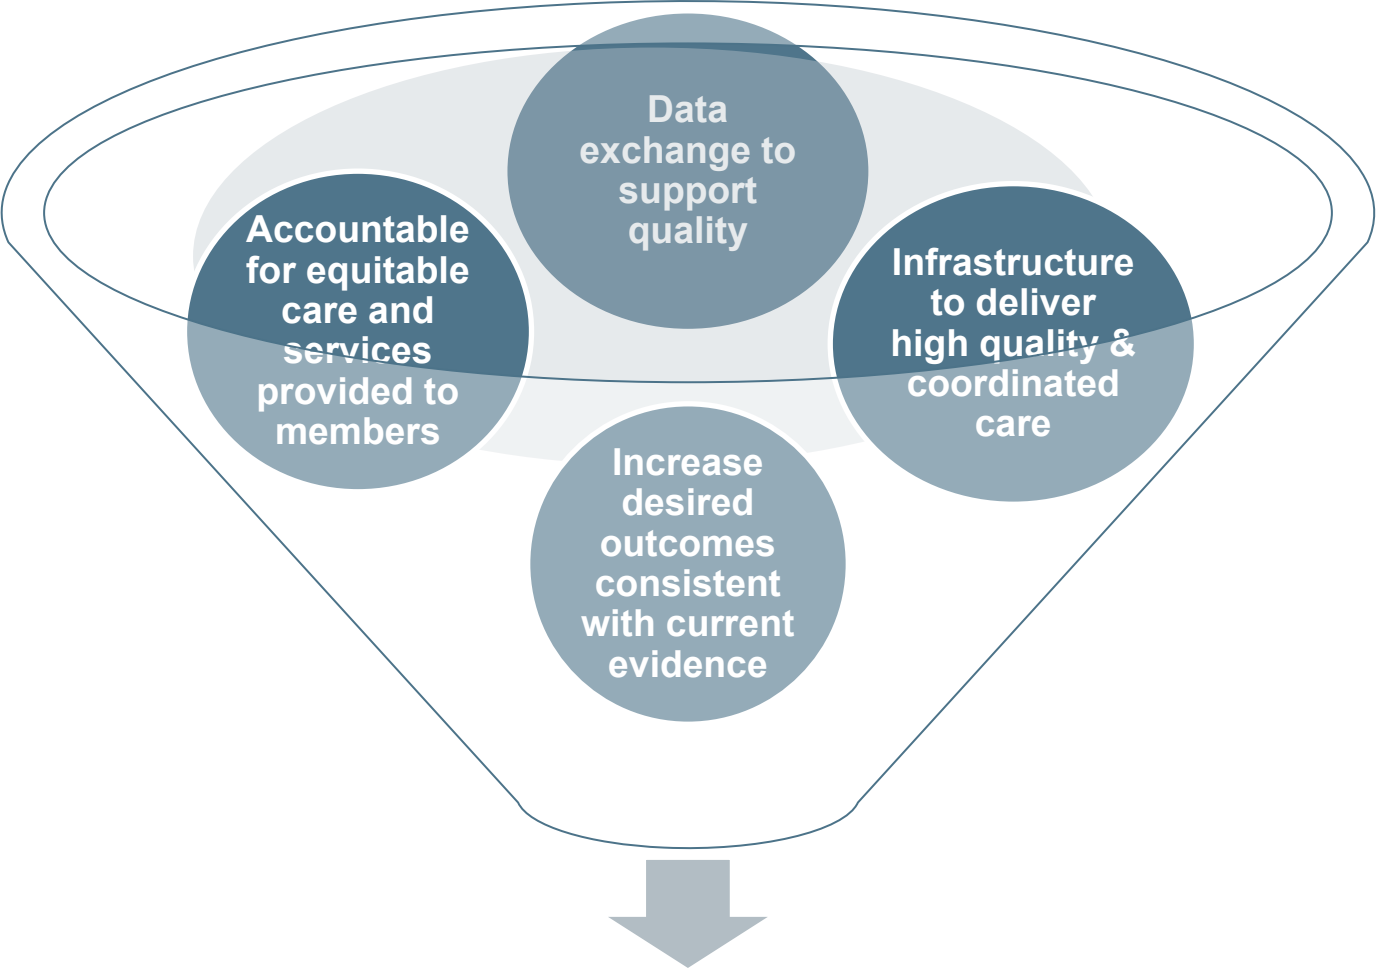 Data
exchange to
support
quality
Accountable
for equitable
care and
services
provided to
members
Infrastructure
to deliver
high quality &
coordinated
care
Increase
desired
outcomes
consistent
with current
evidence